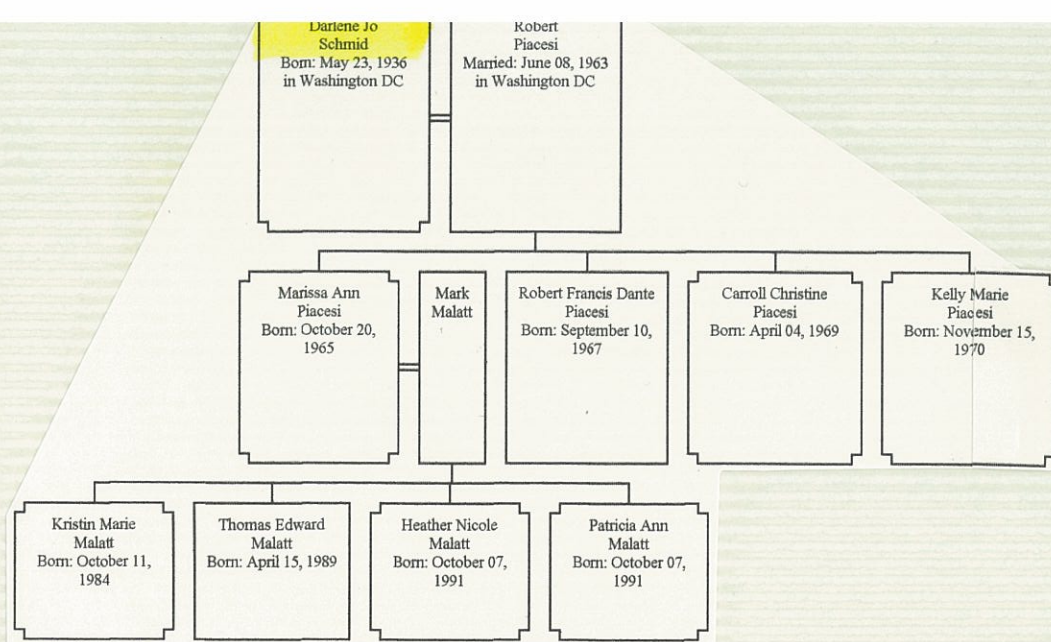 Darlene Jo
Schmid
Born: May 23, 1936
in Washington DC
Robert
Piacesi
Married: June 08, 1963
in Washington DC
Marissa Ann
Piacesi
Born: October 20,
1965
Mark
Malatt
Robert Francis Dante
Piacesi
Born: September 10,
1967
Carroll Christine
Piacesi
Born: April 04, 1969
Kelly Marie
Piacesi
Born: November 15,
1970
Kristin Marie
Malatt
Born: October 11,
1984
Thomas Edward
Malatt
Born: April 15, 1989
Heather Nicole
Malatt
Born: October 07,
1991
Patricia Ann
Malatt
Born: October 07,
1991